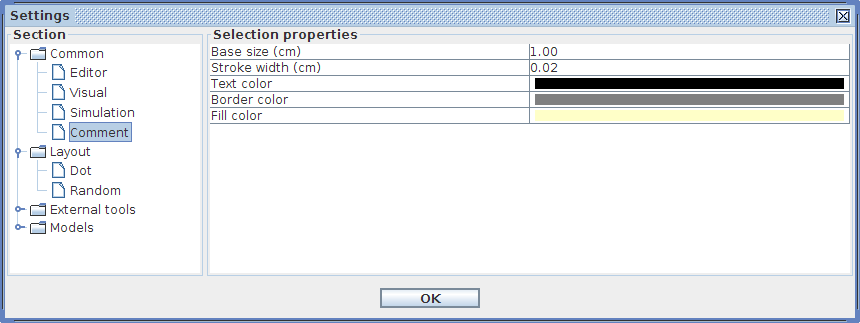 Settings
Section
Common
Editor
Visual
Simulation
Comment
Layout
Dot
Random
External tools
Models
Selection properties
Base size (cm) 1.00
Stroke width (cm) 0.02
Text color
Border color
Fill color
OK